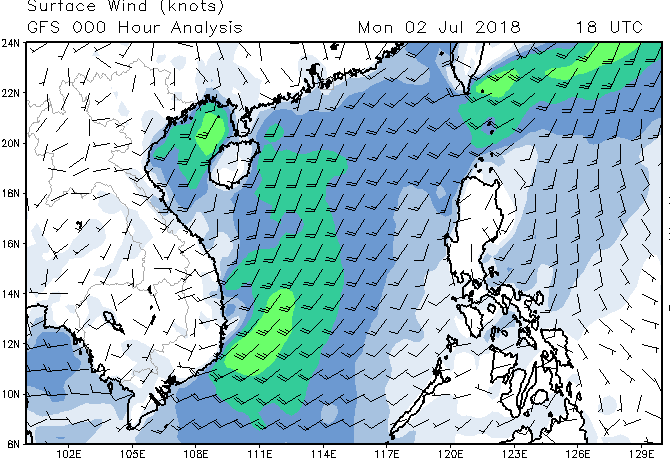 Surface Wind (knots)
GFS 000 Hour Analysis Mon 02 Jul 2018 18 UTC
24N
22N
20N
18N
16N
14N
12N
10N
8N
102E 105E 108E 111E 114E 117E 120E 123E 126E 129E